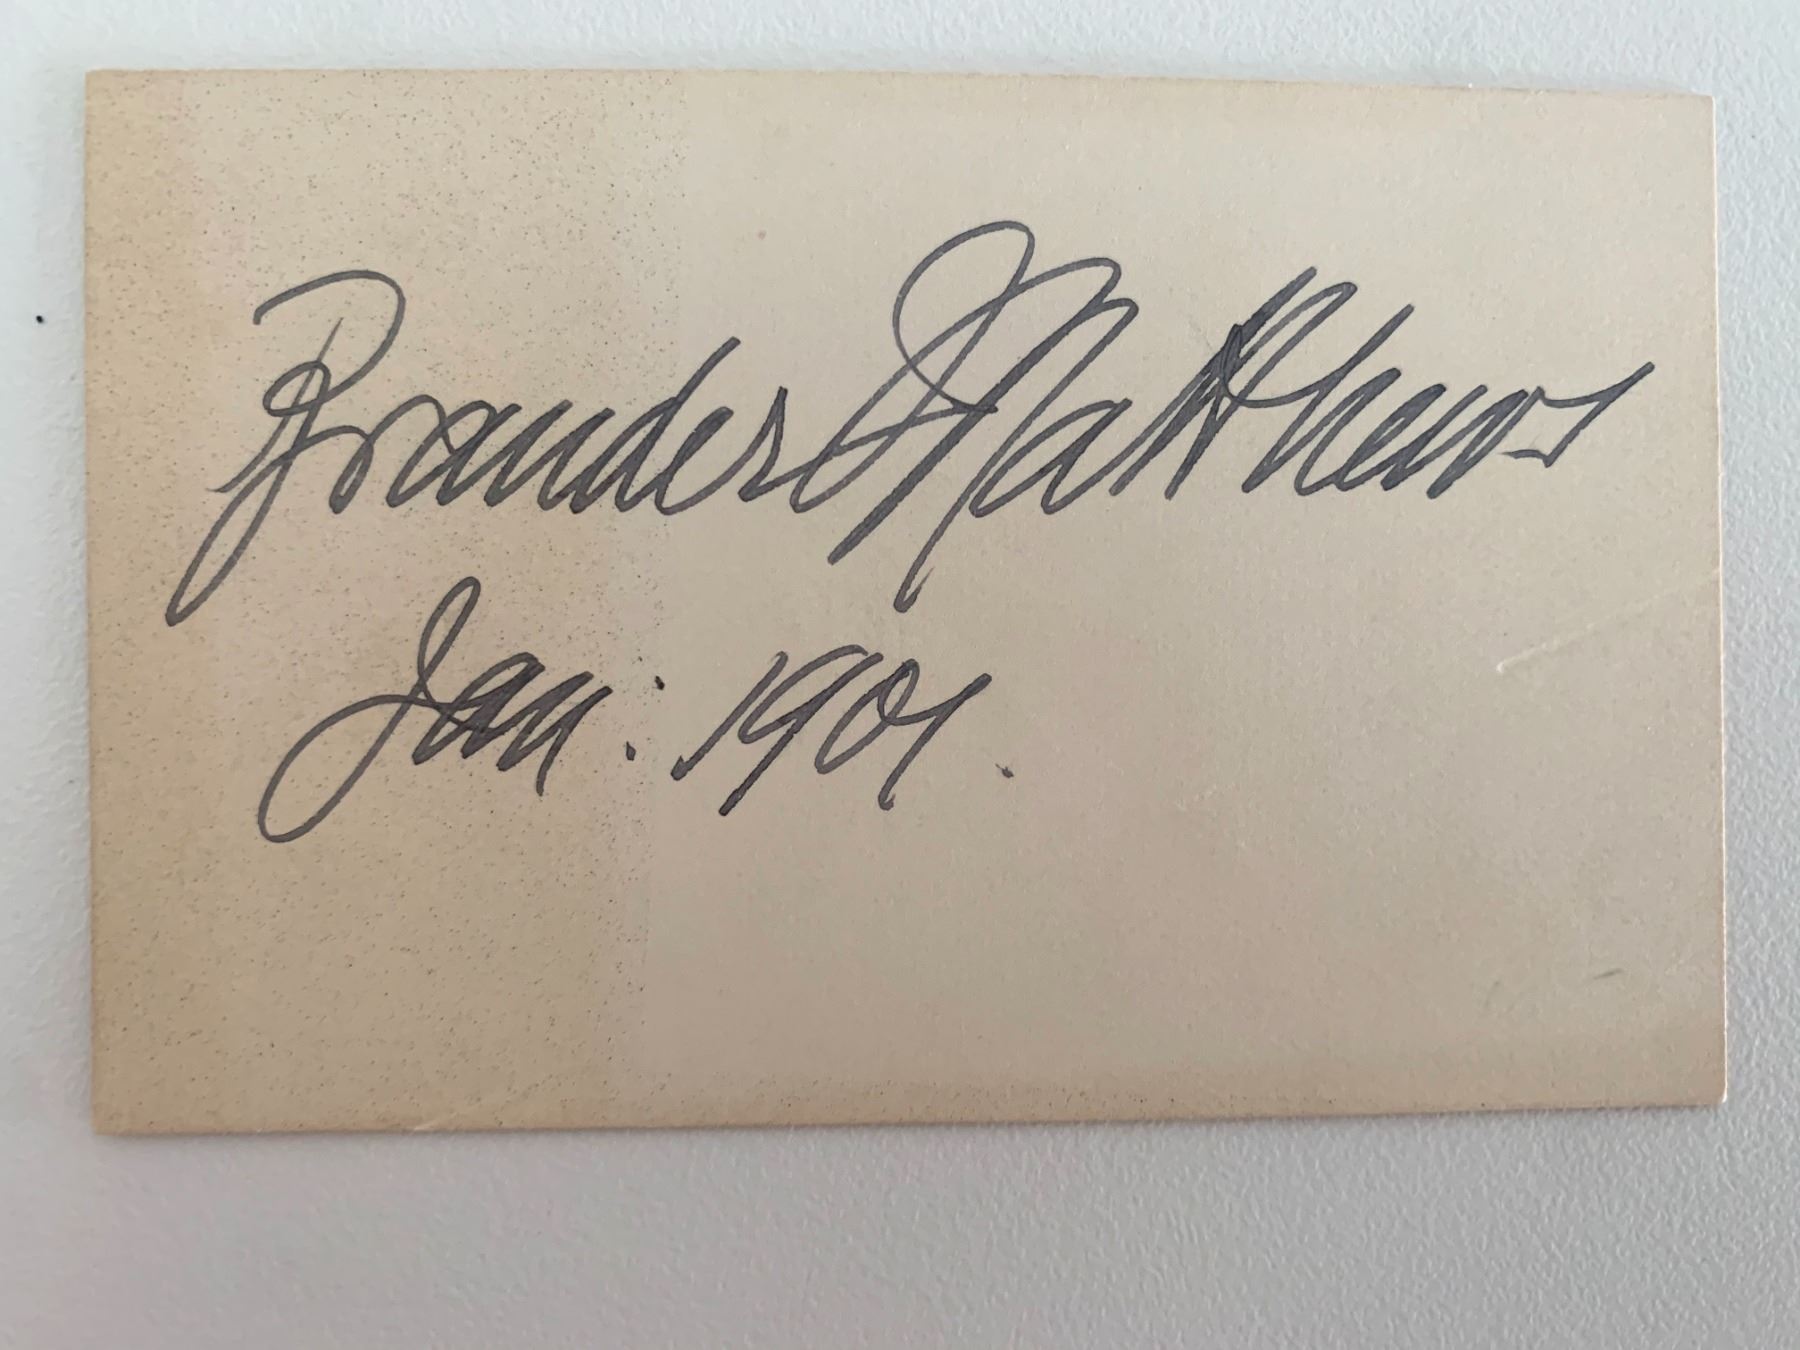 Brander Matthews
Jan: 1901.